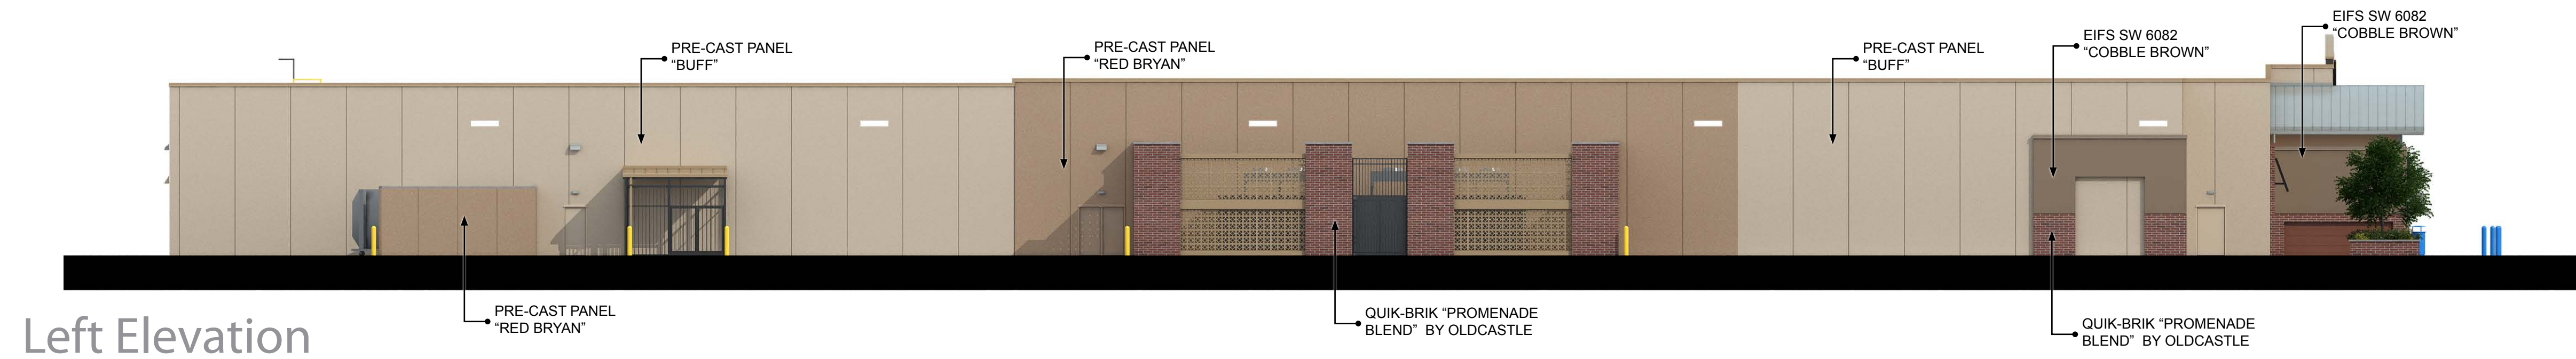 EIFS SW 6082
“COBBLE BROWN”
EIFS SW 6082
“COBBLE BROWN”
PRE-CAST PANEL
“BUFF”
PRE-CAST PANEL
“RED BRYAN”
PRE-CAST PANEL
“BUFF”
PRE-CAST PANEL
“RED BRYAN”
QUIK-BRIK “PROMENADE
BLEND”  BY OLDCASTLE
QUIK-BRIK “PROMENADE
BLEND”  BY OLDCASTLE
Left Elevation